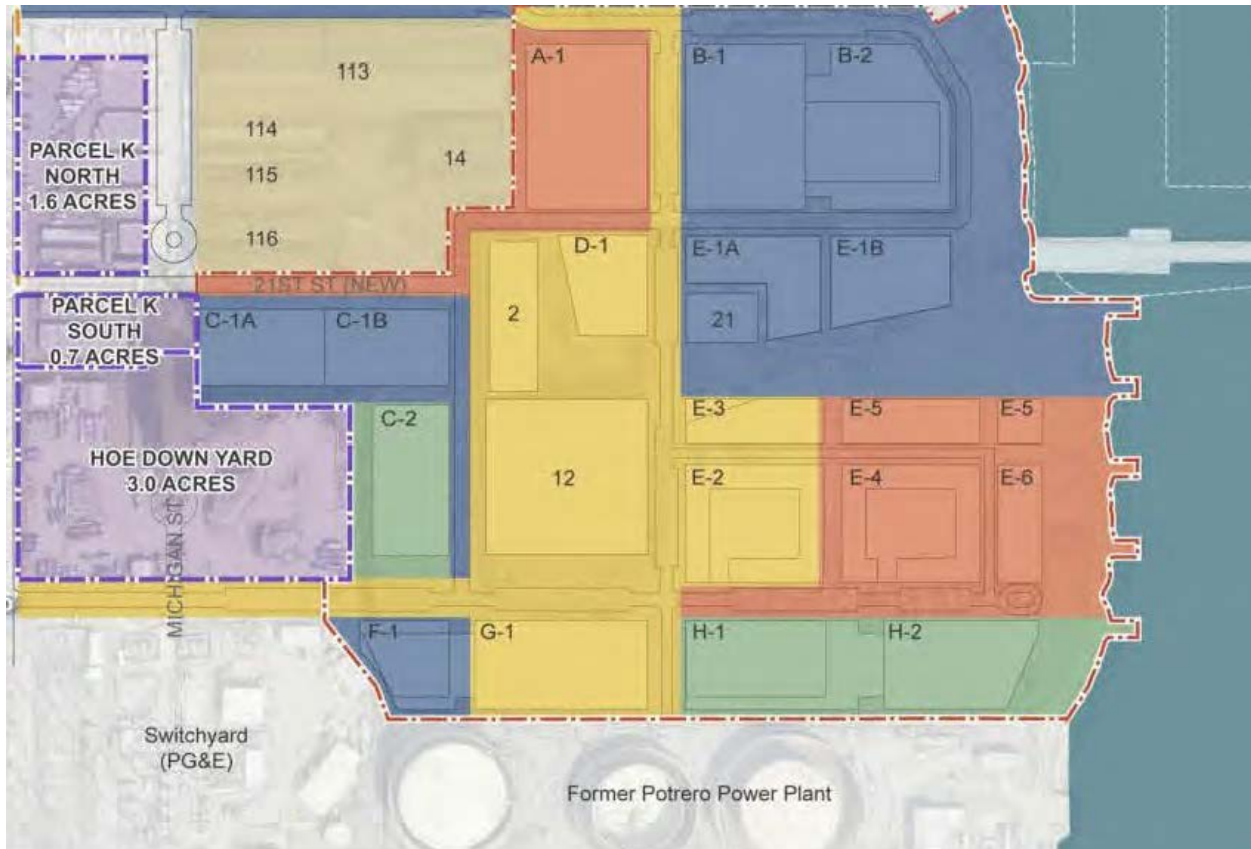 113
A-1
B-1
B-2
114
14
PARCEL K
NORTH
1.6 ACRES
115
116
D-1
E-1A
E-1B
21ST ST (NEW)
PARCEL K
SOUTH
0.7 ACRES
C-1A
C-1B
2
21
C-2
E-3
E-5
E-5
HOE DOWN YARD
3.0 ACRES
12
E-2
E-4
E-6
MICHIGAN ST
F-1
G-1
H-1
H-2
Switchyard
(PG&E)
Former Potrero Power Plant